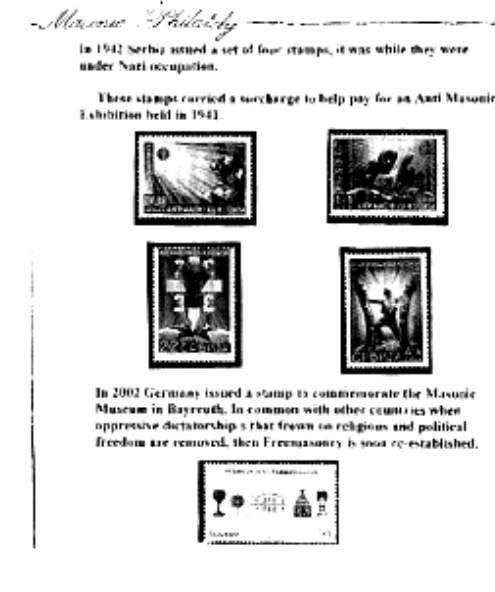 Masonic Philately
In 1942 Serbia issued a set of four stamps, it was while they were
under Nazi occupation.
These stamps carried a surcharge to help pay for an Anti Masonic
Exhibition held in 1941.
In 2002 Germany issued a stamp to commemorate the Masonic
Museum in Bayreuth. In common with other countries when
oppressive dictatorship s that frown on religious and political
freedom are removed, then Freemasonry is soon re-established.